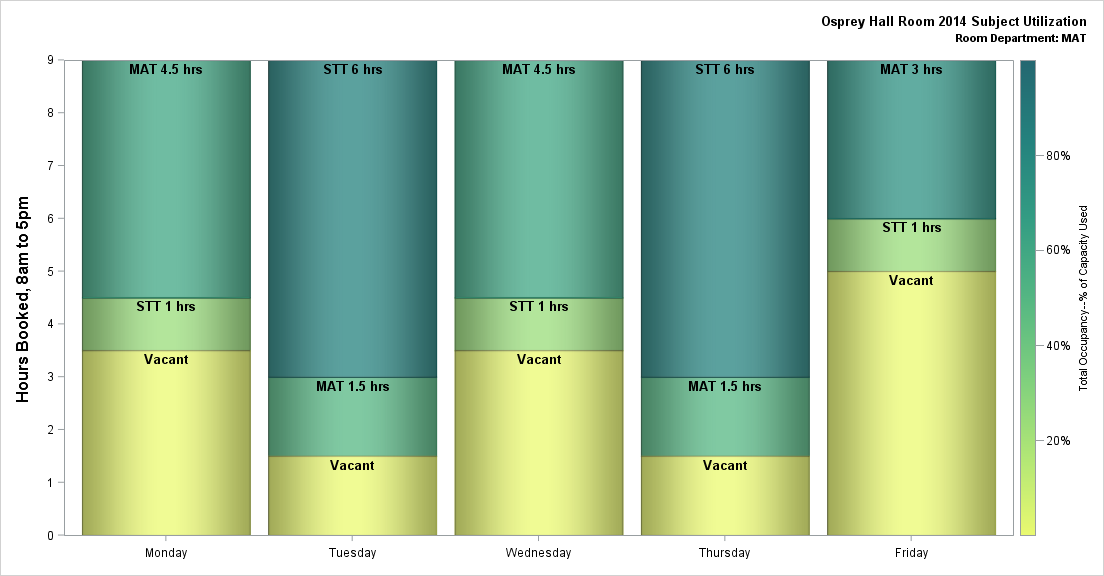 Osprey Hall Room 2014 Subject Utilization
Room Department: MAT
Hours Booked, 8am to 5pm
9
8
7
6
5
4
3
2
1
0
MAT 4.5 hrs
STT 1 hrs
Vacant
STT 6 hrs
MAT 1.5 hrs
Vacant
MAT 4.5 hrs
STT 1 hrs
Vacant
STT 6 hrs
MAT 1.5 hrs
Vacant
MAT 3 hrs
STT 1 hrs
Vacant
Monday
Tuesday
Wednesday
Thursday
Friday
80%
60%
40%
20%
Total Occupancy--% of Capacity Used